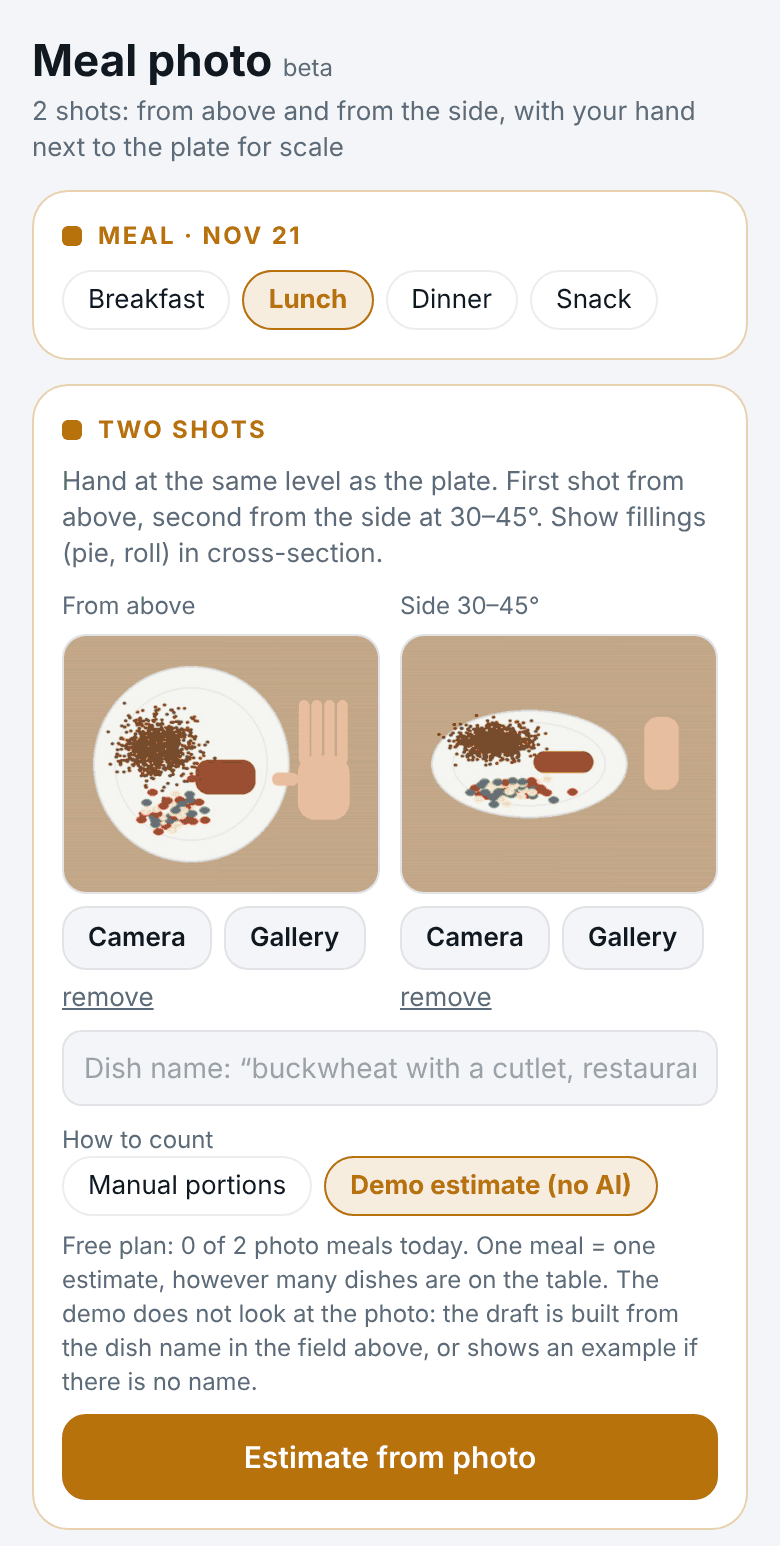 Meal photo beta
2 shots: from above and from the side, with your hand
next to the plate for scale
MEAL · NOV 21
Breakfast
Lunch
Dinner
Snack
TWO SHOTS
Hand at the same level as the plate. First shot from
above, second from the side at 30–45°. Show fillings
(pie, roll) in cross-section.
From above
Side 30–45°
Camera
Gallery
Camera
Gallery
remove
remove
Dish name: “buckwheat with a cutlet, restaura
How to count
Manual portions
Demo estimate (no AI)
Free plan: 0 of 2 photo meals today. One meal = one
estimate, however many dishes are on the table. The
demo does not look at the photo: the draft is built from
the dish name in the field above, or shows an example if
there is no name.
Estimate from photo